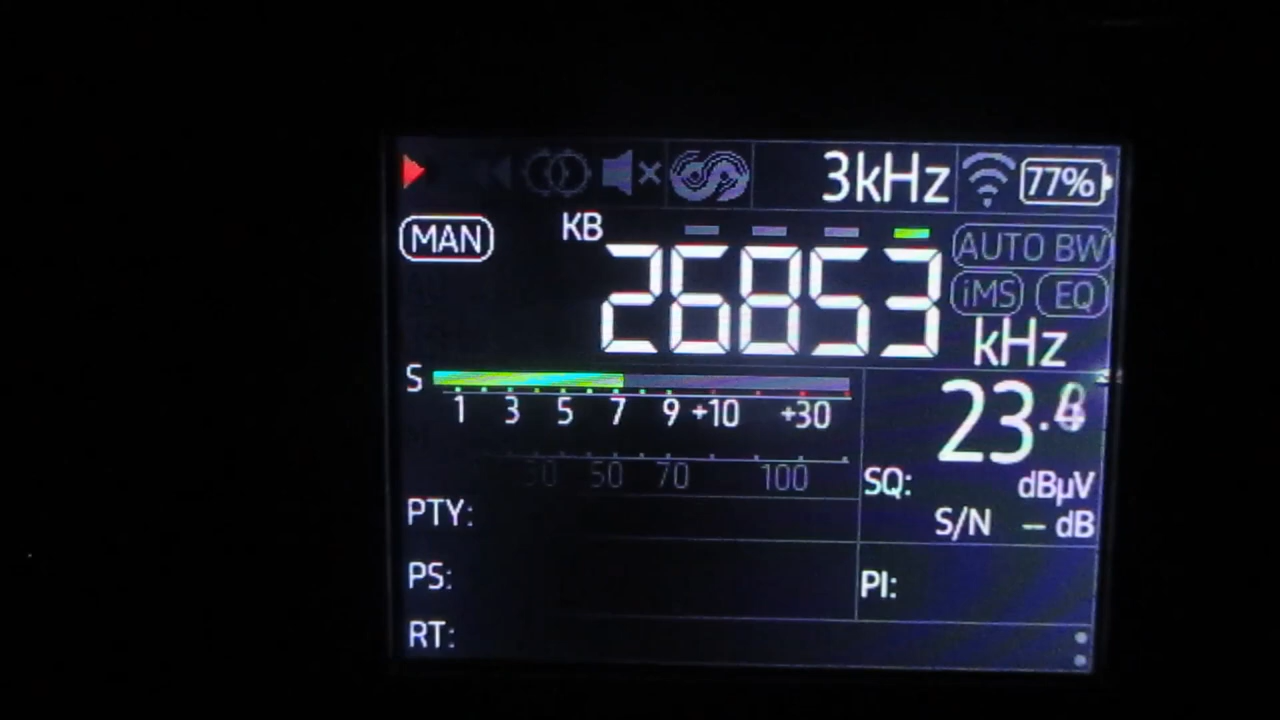 3kHz 77%
MAN KB AUTO BW
26853
iMS EQ
kHz
S
1 3 5 7 9 +10 +30
23.
30 50 70 100
SQ: dBµV
PTY:
S/N – dB
PS:
PI:
RT: